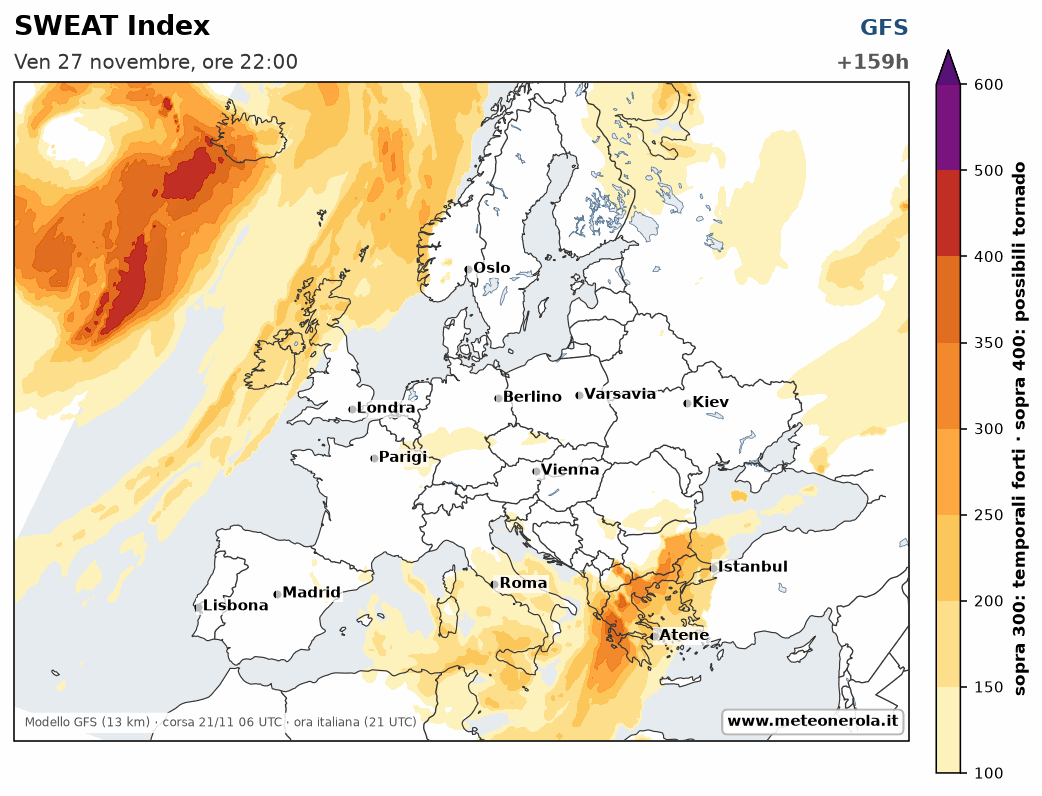 SWEAT Index
GFS
Ven 27 novembre, ore 22:00
+159h
Oslo
Berlino
Varsavia
Londra
Kiev
Parigi
Vienna
Istanbul
Roma
Madrid
Lisbona
Atene
Modello GFS (13 km) · corsa 21/11 06 UTC · ora italiana (21 UTC)
www.meteonerola.it
600
500
400
350
300
250
200
150
100
sopra 300: temporali forti · sopra 400: possibili tornado